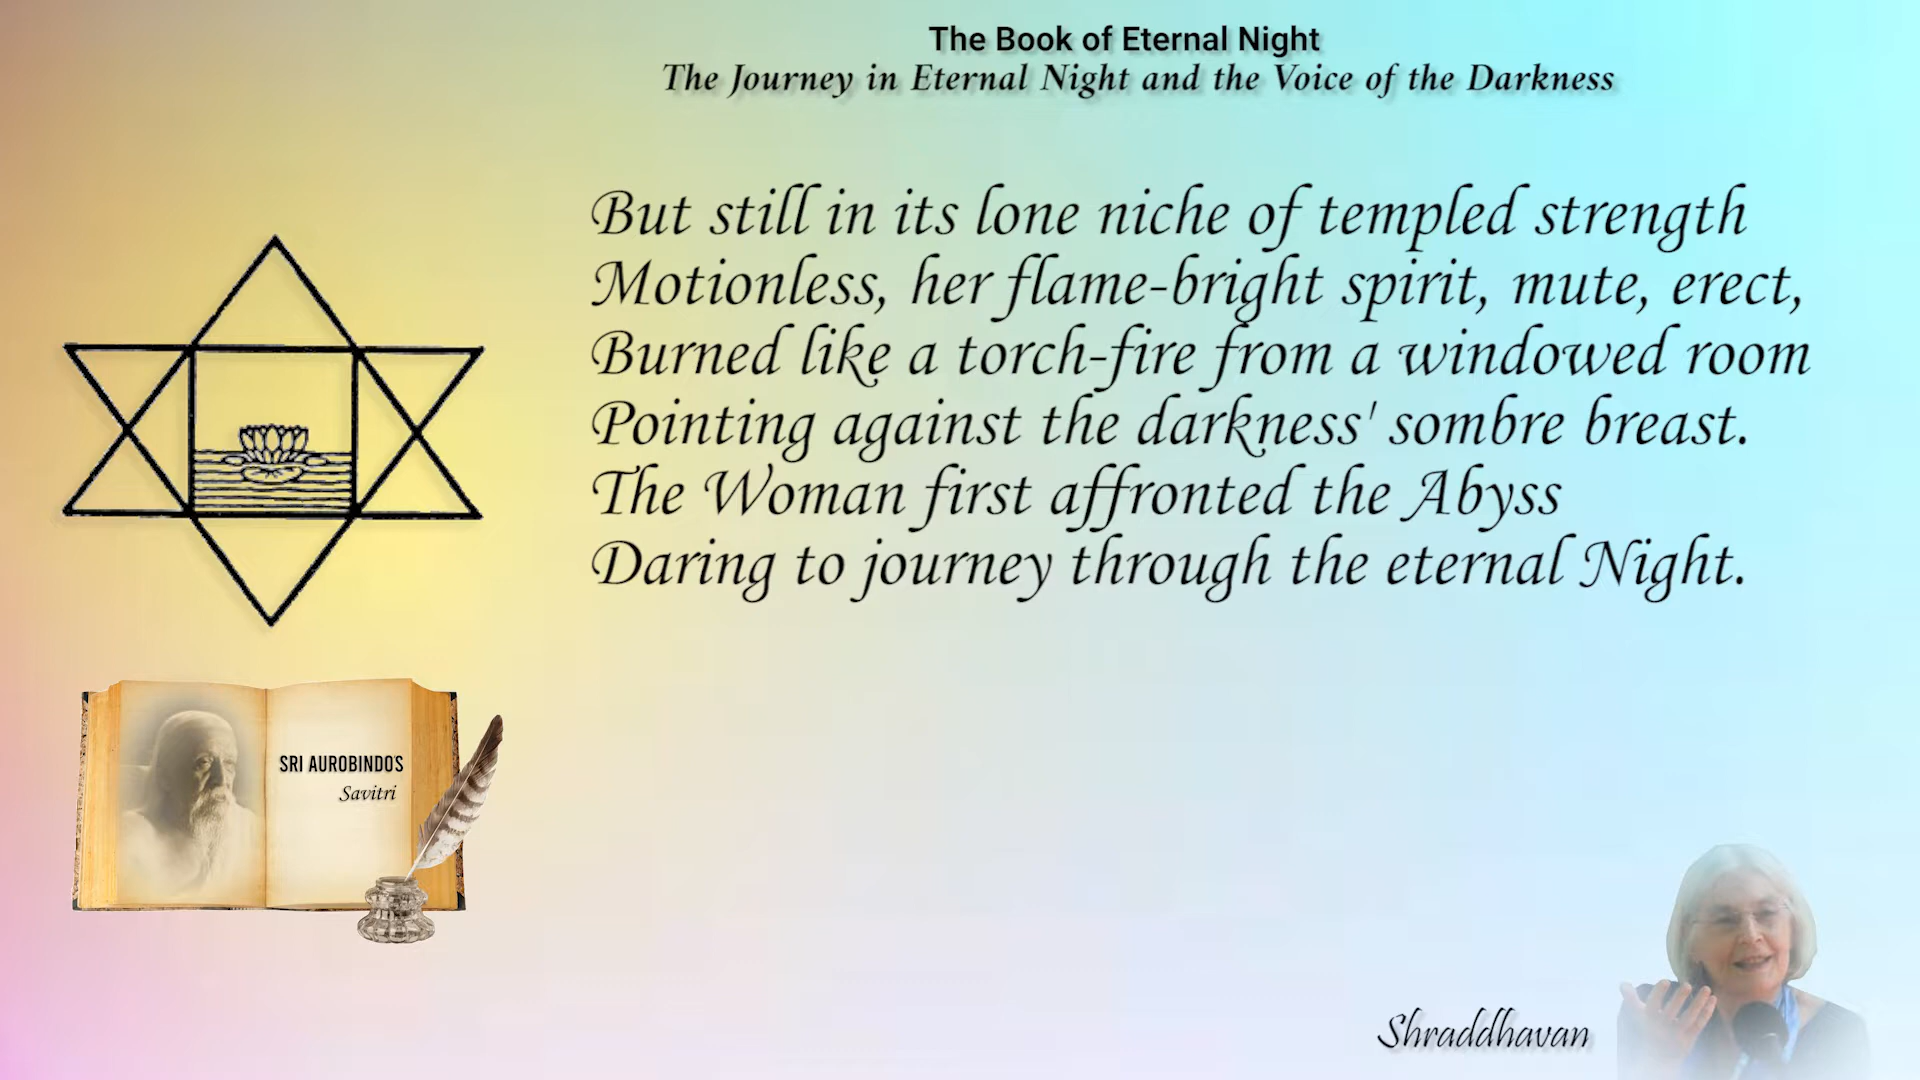 The Book of Eternal Night
The Journey in Eternal Night and the Voice of the Darkness
But still in its lone niche of templed strength
Motionless, her flame-bright spirit, mute, erect,
Burned like a torch-fire from a windowed room
Pointing against the darkness' sombre breast.
The Woman first affronted the Abyss
Daring to journey through the eternal Night.
SRI AUROBINDO'S
Savitri
Shraddhavan